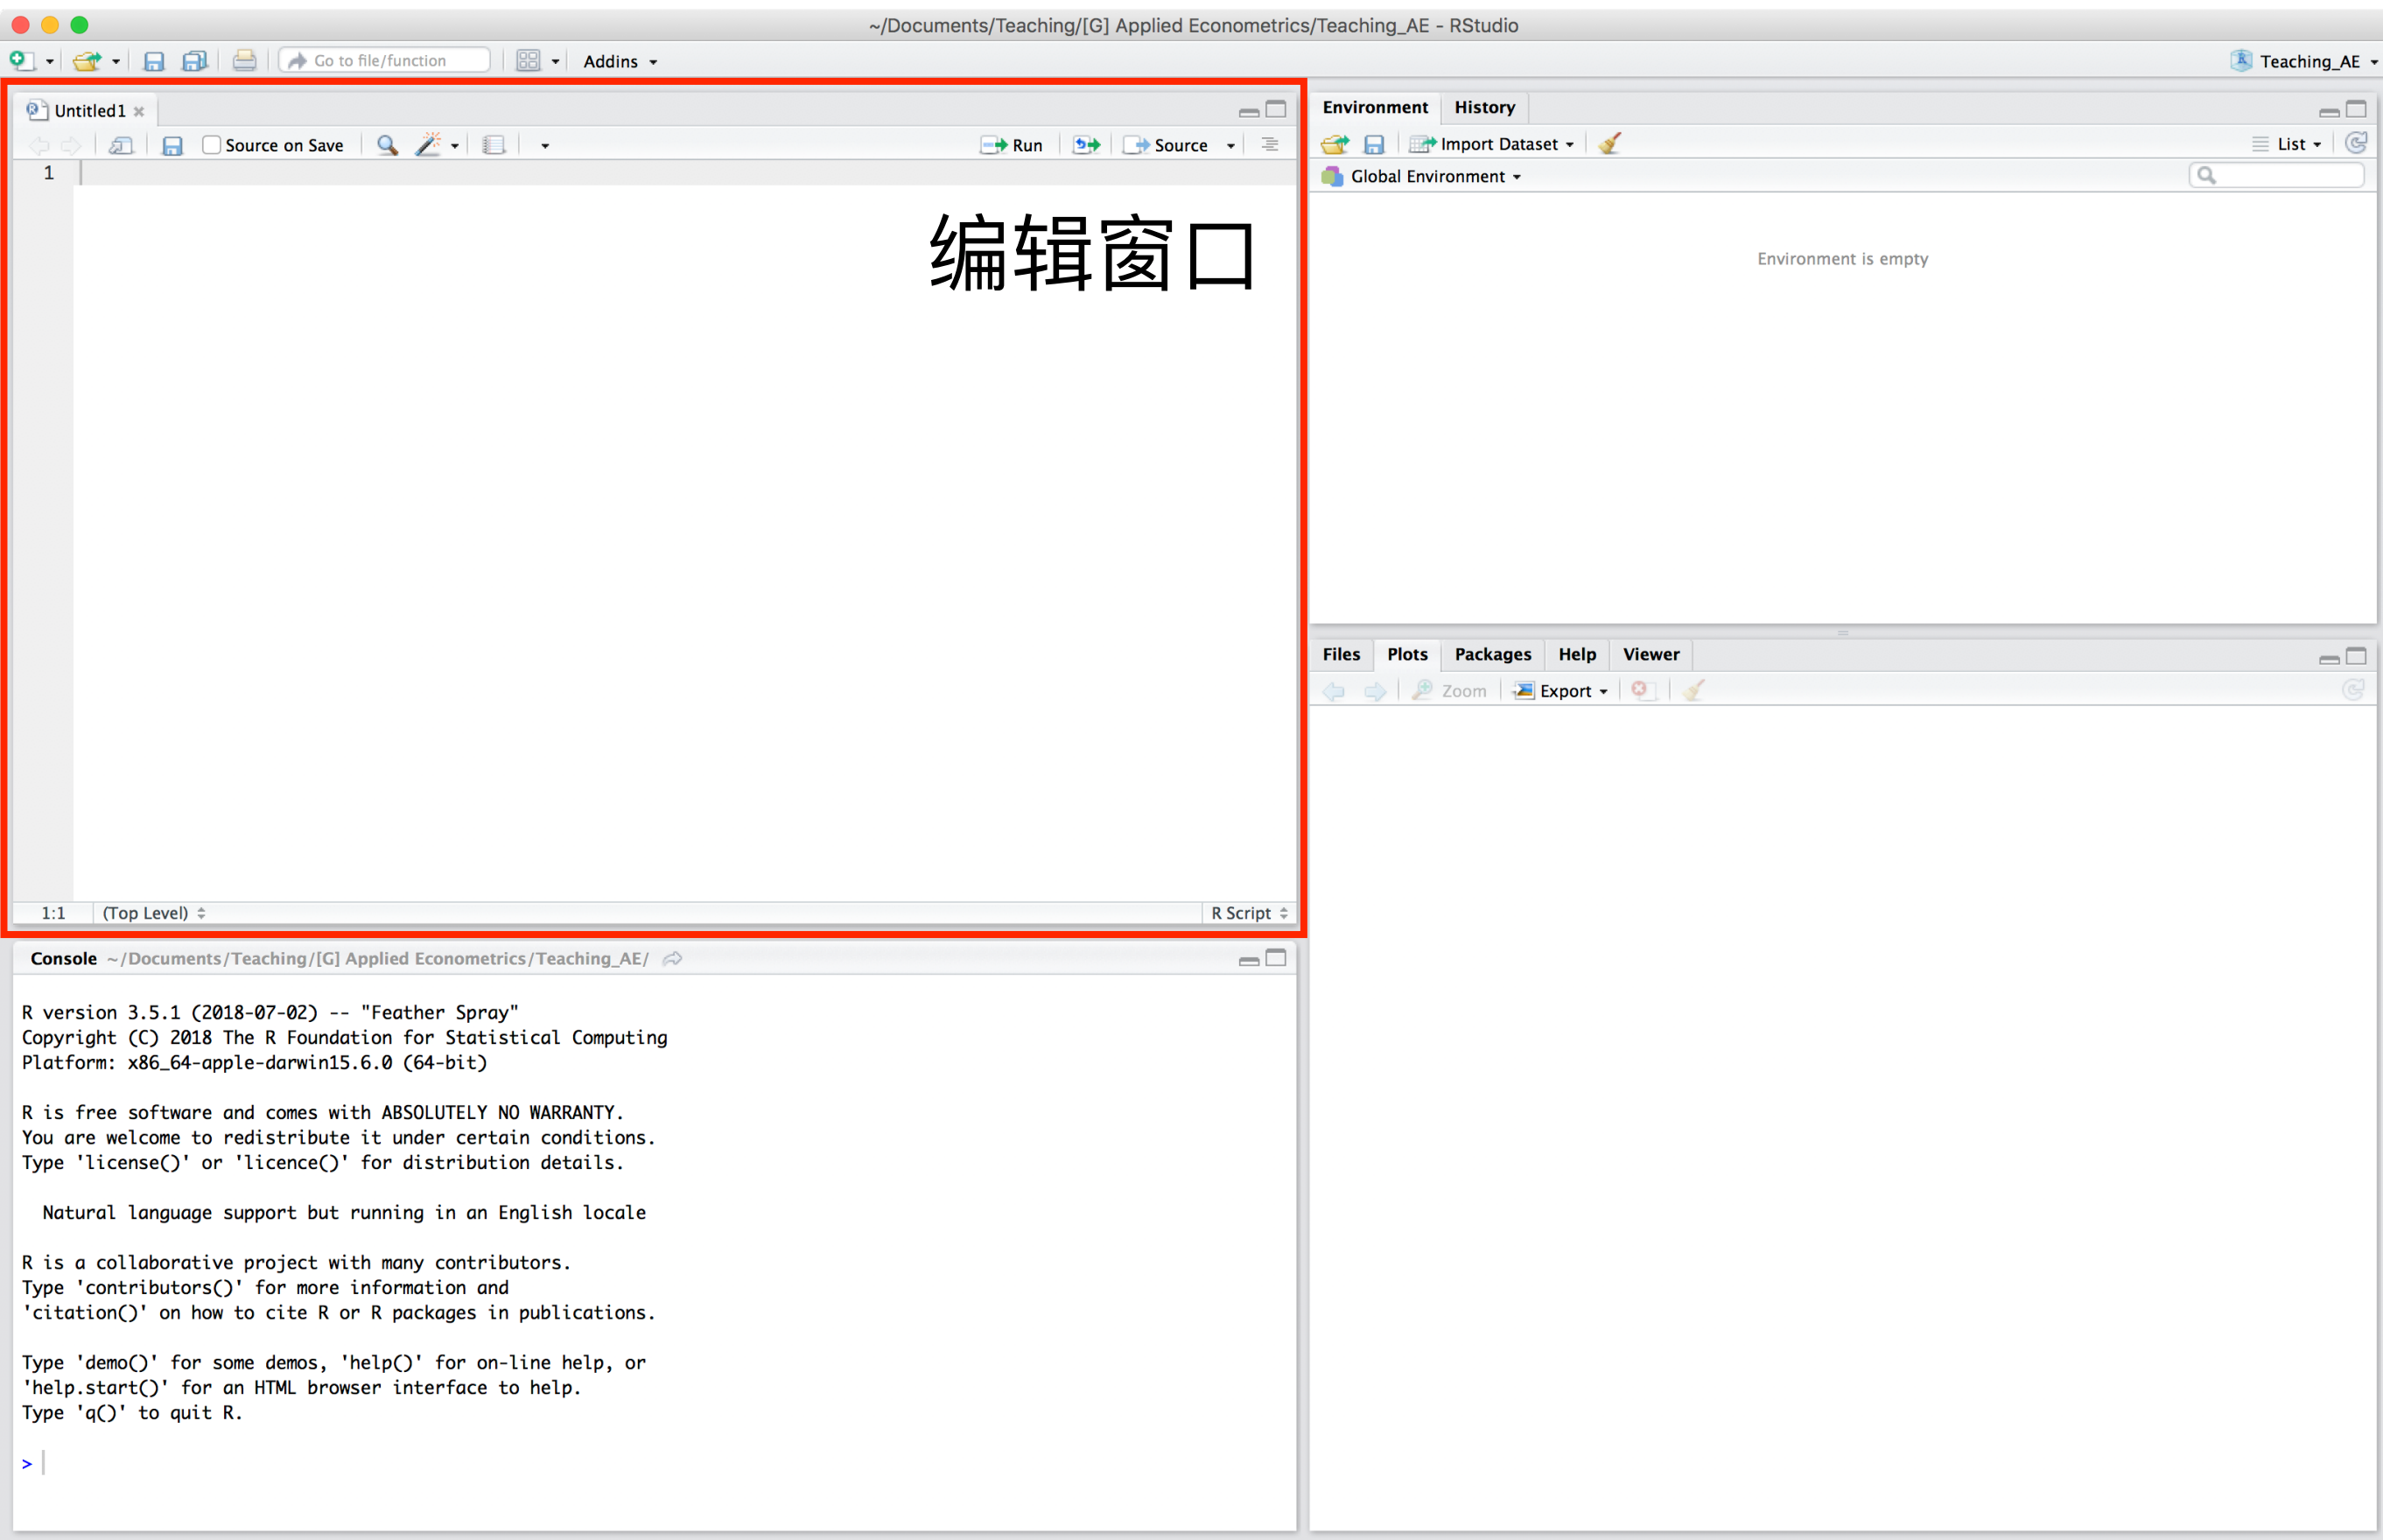 ~/Documents/Teaching/[G] Applied Econometrics/Teaching_AE - RStudio
Go to file/function
Addins
Teaching_AE
Untitled1
Source on Save
Run
Source
1
编辑窗口
1:1
(Top Level)
R Script
Console ~/Documents/Teaching/[G] Applied Econometrics/Teaching_AE/
R version 3.5.1 (2018-07-02) -- "Feather Spray"
Copyright (C) 2018 The R Foundation for Statistical Computing
Platform: x86_64-apple-darwin15.6.0 (64-bit)
R is free software and comes with ABSOLUTELY NO WARRANTY.
You are welcome to redistribute it under certain conditions.
Type 'license()' or 'licence()' for distribution details.
Natural language support but running in an English locale
R is a collaborative project with many contributors.
Type 'contributors()' for more information and
'citation()' on how to cite R or R packages in publications.
Type 'demo()' for some demos, 'help()' for on-line help, or
'help.start()' for an HTML browser interface to help.
Type 'q()' to quit R.
>
Environment
History
Import Dataset
List
Global Environment
Environment is empty
Files
Plots
Packages
Help
Viewer
Zoom
Export